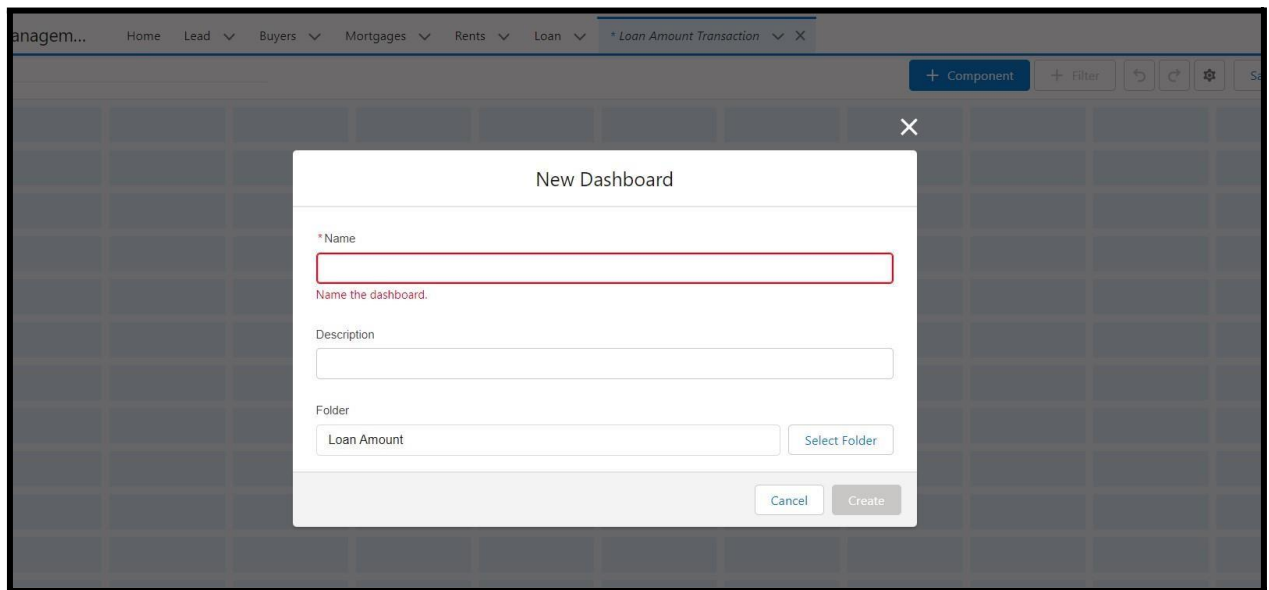 anagem... Home Lead Buyers Mortgages Rents Loan * Loan Amount Transaction
+ Component + Filter
New Dashboard
*Name
Name the dashboard.
Description
Folder
Loan Amount Select Folder
Cancel Create